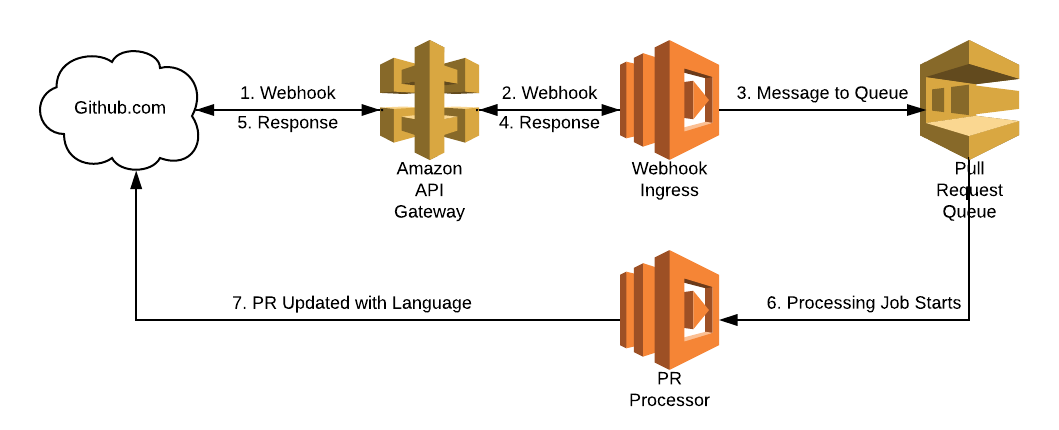 Github.com
1. Webhook
5. Response
2. Webhook
4. Response
3. Message to Queue
Amazon
API
Gateway
Webhook
Ingress
Pull
Request
Queue
7. PR Updated with Language
6. Processing Job Starts
PR
Processor